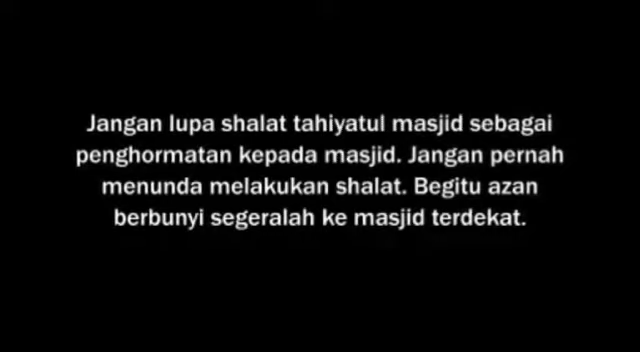 Jangan lupa shalat tahiyatul masjid sebagai
penghormatan kepada masjid. Jangan pernah
menunda melakukan shalat. Begitu azan
berbunyi segeralah ke masjid terdekat.